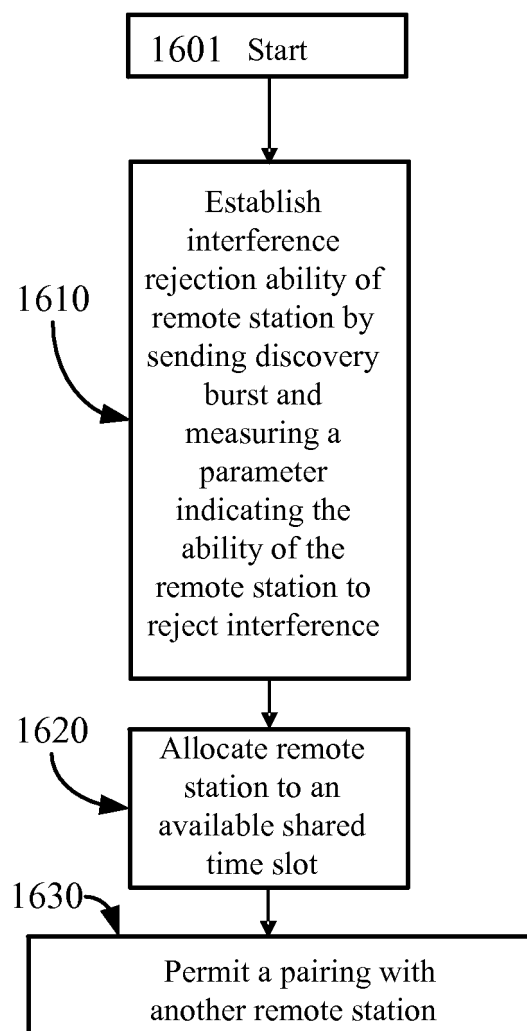 1601 Start
Establish
interference
rejection ability of
remote station by
sending discovery
burst and
measuring a
parameter
indicating the
ability of the
remote station to
reject interference
1610
1620
Allocate remote
station to an
available shared
time slot
1630
Permit a pairing with
another remote station